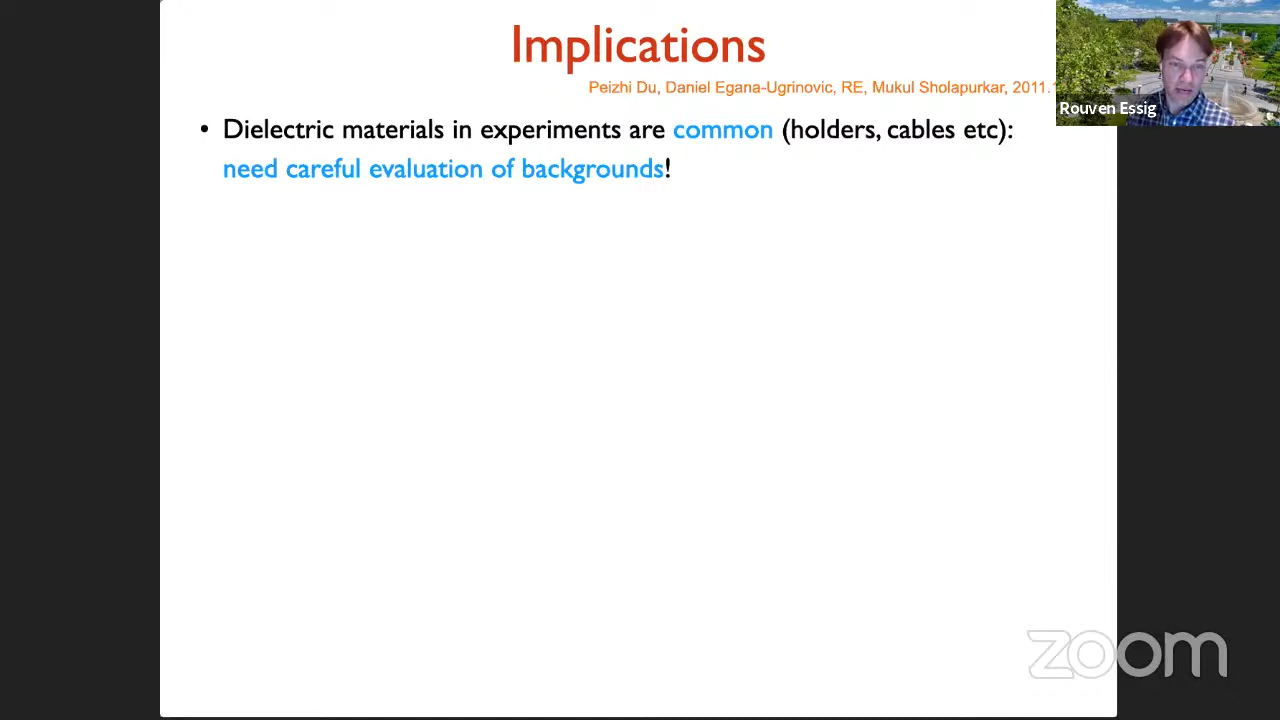 Implications
Peizhi Du, Daniel Egana-Ugrinovic, RE, Mukul Sholapurkar, 2011.
Rouven Essig
• Dielectric materials in experiments are common (holders, cables etc):
need careful evaluation of backgrounds!
zoom